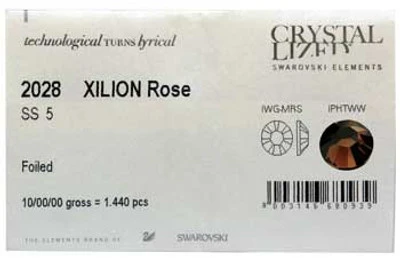 technological TURNS lyrical
CRYSTAL
LIZED
SWAROVSKI ELEMENTS
2028 XILION Rose
SS 5
IWG-MRS
IPHTWW
Foiled
10/00/00 gross = 1.440 pcs
THE ELEMENTS BRAND OF
SWAROVSKI